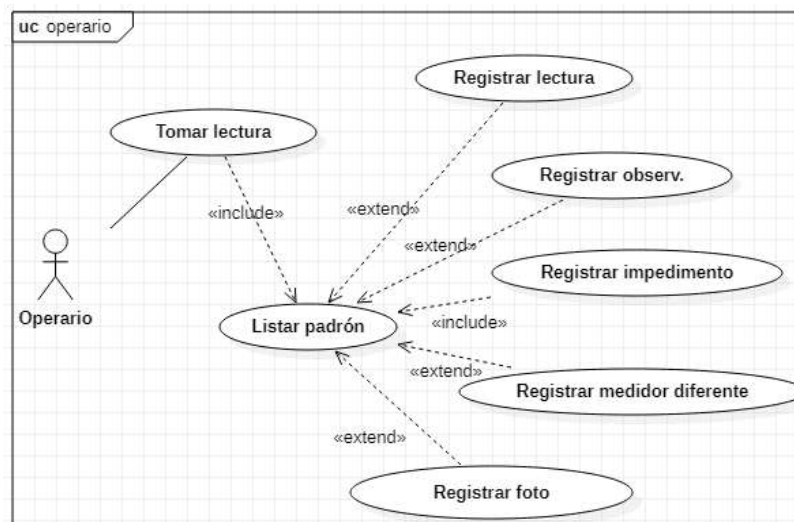 uc operario
Registrar lectura
Tomar lectura
Registrar observ.
«include»
«extend»
«extend»
Registrar impedimento
Operario
Listar padrón
«include»
«extend»
Registrar medidor diferente
«extend»
Registrar foto